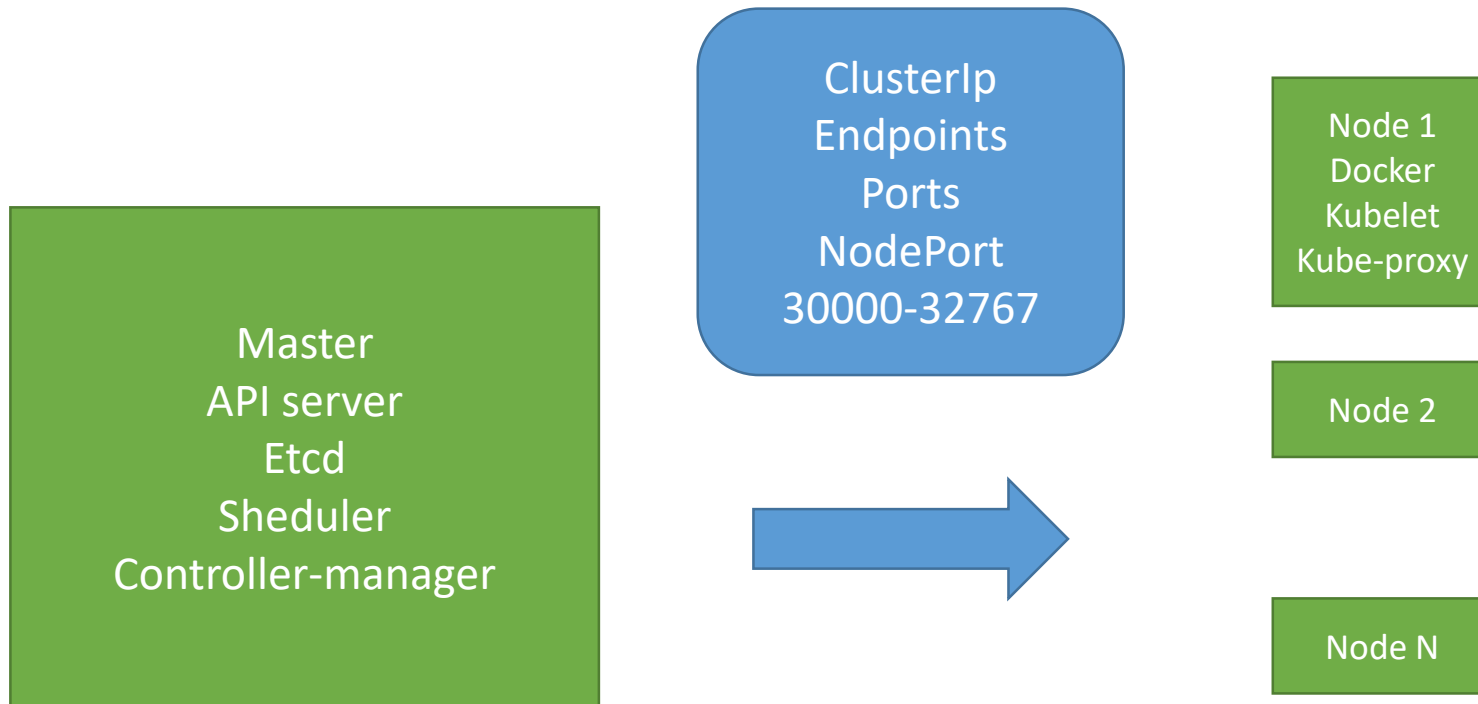 Master
API server
Etcd
Sheduler
Controller-manager
ClusterIp
Endpoints
Ports
NodePort
30000-32767
Node 1
Docker
Kubelet
Kube-proxy
Node 2
Node N